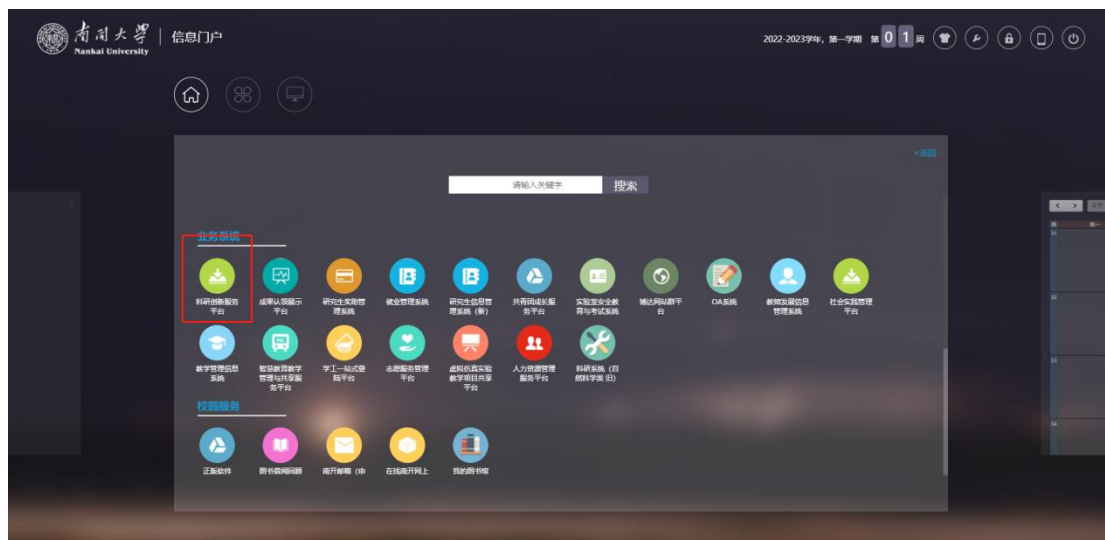 南开大学
Nankai University
信息门户
2022-2023学年，第一学期 第 0 1 周
<返回
请输入关键字
搜索
业务系统
科研创新服务
平台
成果认领展示
平台
研究生奖助管
理系统
就业管理系统
研究生信息管
理系统（新）
共青团成长服
务平台
实验室安全教
育与考试系统
博达网站群平
台
OA系统
教师发展信息
管理系统
社会实践管理
平台
教学管理信息
系统
智慧教育教学
管理与共享服
务平台
学工一站式登
陆平台
志愿服务管理
平台
虚拟仿真实验
教学项目共享
平台
人力资源管理
服务平台
科研系统（自
然科学类 旧）
校园服务
正版软件
图书借阅回顾
南开邮箱（申
在线南开网上
我的图书馆
31
32
33
34